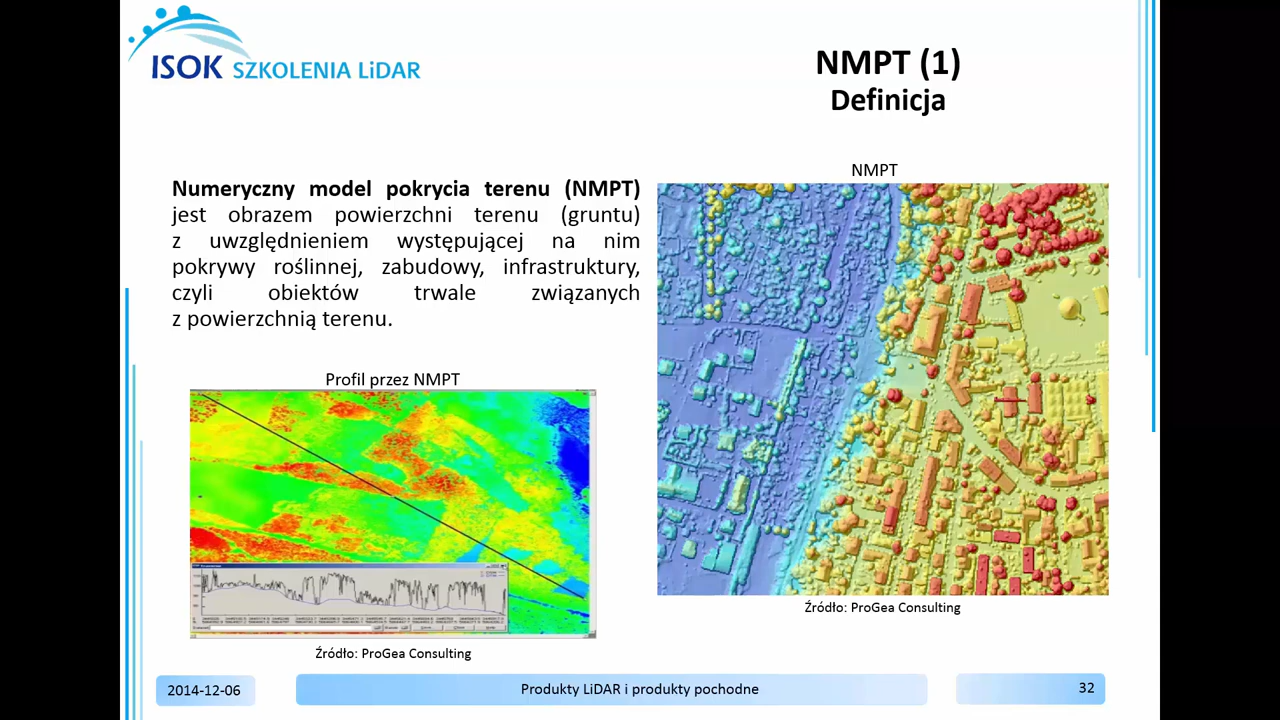 ISOK SZKOLENIA LiDAR
NMPT (1)
Definicja
Numeryczny model pokrycia terenu (NMPT)
jest obrazem powierzchni terenu (gruntu)
z uwzględnieniem występującej na nim
pokrywy roślinnej, zabudowy, infrastruktury,
czyli obiektów trwale związanych
z powierzchnią terenu.
Profil przez NMPT
Źródło: ProGea Consulting
NMPT
Źródło: ProGea Consulting
2014-12-06
Produkty LiDAR i produkty pochodne
32